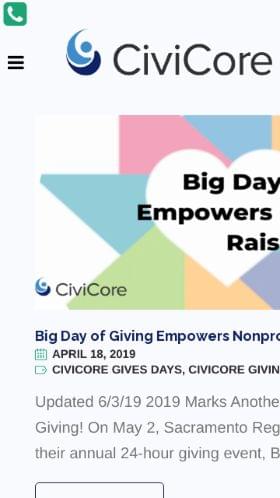 CiviCore
Big Day
Empowers
Rais
CiviCore
Big Day of Giving Empowers Nonpro
APRIL 18, 2019
CIVICORE GIVES DAYS, CIVICORE GIVIN
Updated 6/3/19 2019 Marks Anothe
Giving! On May 2, Sacramento Reg
their annual 24-hour giving event, B